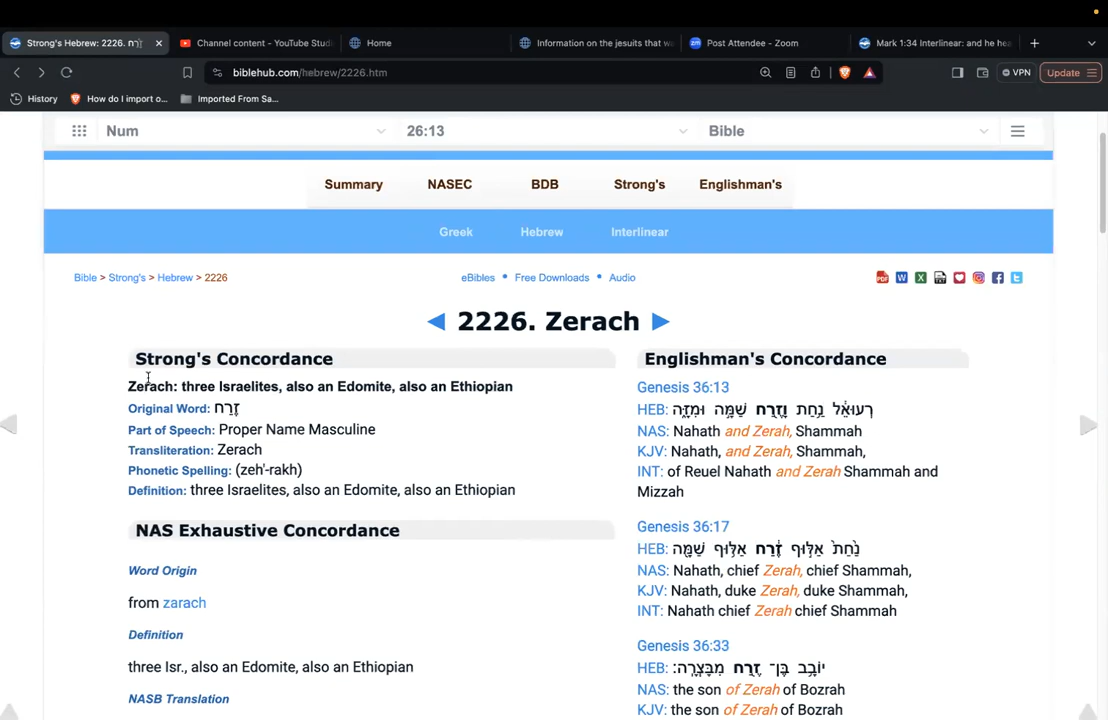 Strong's Hebrew: 2226. זֶרַח
Channel content - YouTube Studi
Home
Information on the jesuits that wa
Post Attendee - Zoom
Mark 1:34 Interlinear: and he hea
biblehub.com/hebrew/2226.htm
VPN
Update
History
How do I import o...
Imported From Sa...
Num
26:13
Bible
Summary
NASEC
BDB
Strong's
Englishman's
Greek
Hebrew
Interlinear
Bible > Strong's > Hebrew > 2226
eBibles • Free Downloads • Audio
◄ 2226. Zerach ►
Strong's Concordance
Zerach: three Israelites, also an Edomite, also an Ethiopian
Original Word: זֶרַח
Part of Speech: Proper Name Masculine
Transliteration: Zerach
Phonetic Spelling: (zeh'-rakh)
Definition: three Israelites, also an Edomite, also an Ethiopian
NAS Exhaustive Concordance
Word Origin
from zarach
Definition
three Isr., also an Edomite, also an Ethiopian
NASB Translation
Englishman's Concordance
Genesis 36:13
HEB: רְעוּאֵ֔ל נַ֥חַת וָזֶ֖רַח שַׁמָּ֣ה וּמִזָּ֑ה
NAS: Nahath and Zerah, Shammah
KJV: Nahath, and Zerah, Shammah,
INT: of Reuel Nahath and Zerah Shammah and
Mizzah
Genesis 36:17
HEB: נַ֙חַת֙ אַלּ֣וּף זֶ֔רַח אַלּ֥וּף שַׁמָּ֖ה
NAS: Nahath, chief Zerah, chief Shammah,
KJV: Nahath, duke Zerah, duke Shammah,
INT: Nahath chief Zerah chief Shammah
Genesis 36:33
HEB: יוֹבָ֥ב בֶּן־ זֶ֖רַח מִבָּצְרָֽה׃
NAS: the son of Zerah of Bozrah
KJV: the son of Zerah of Bozrah